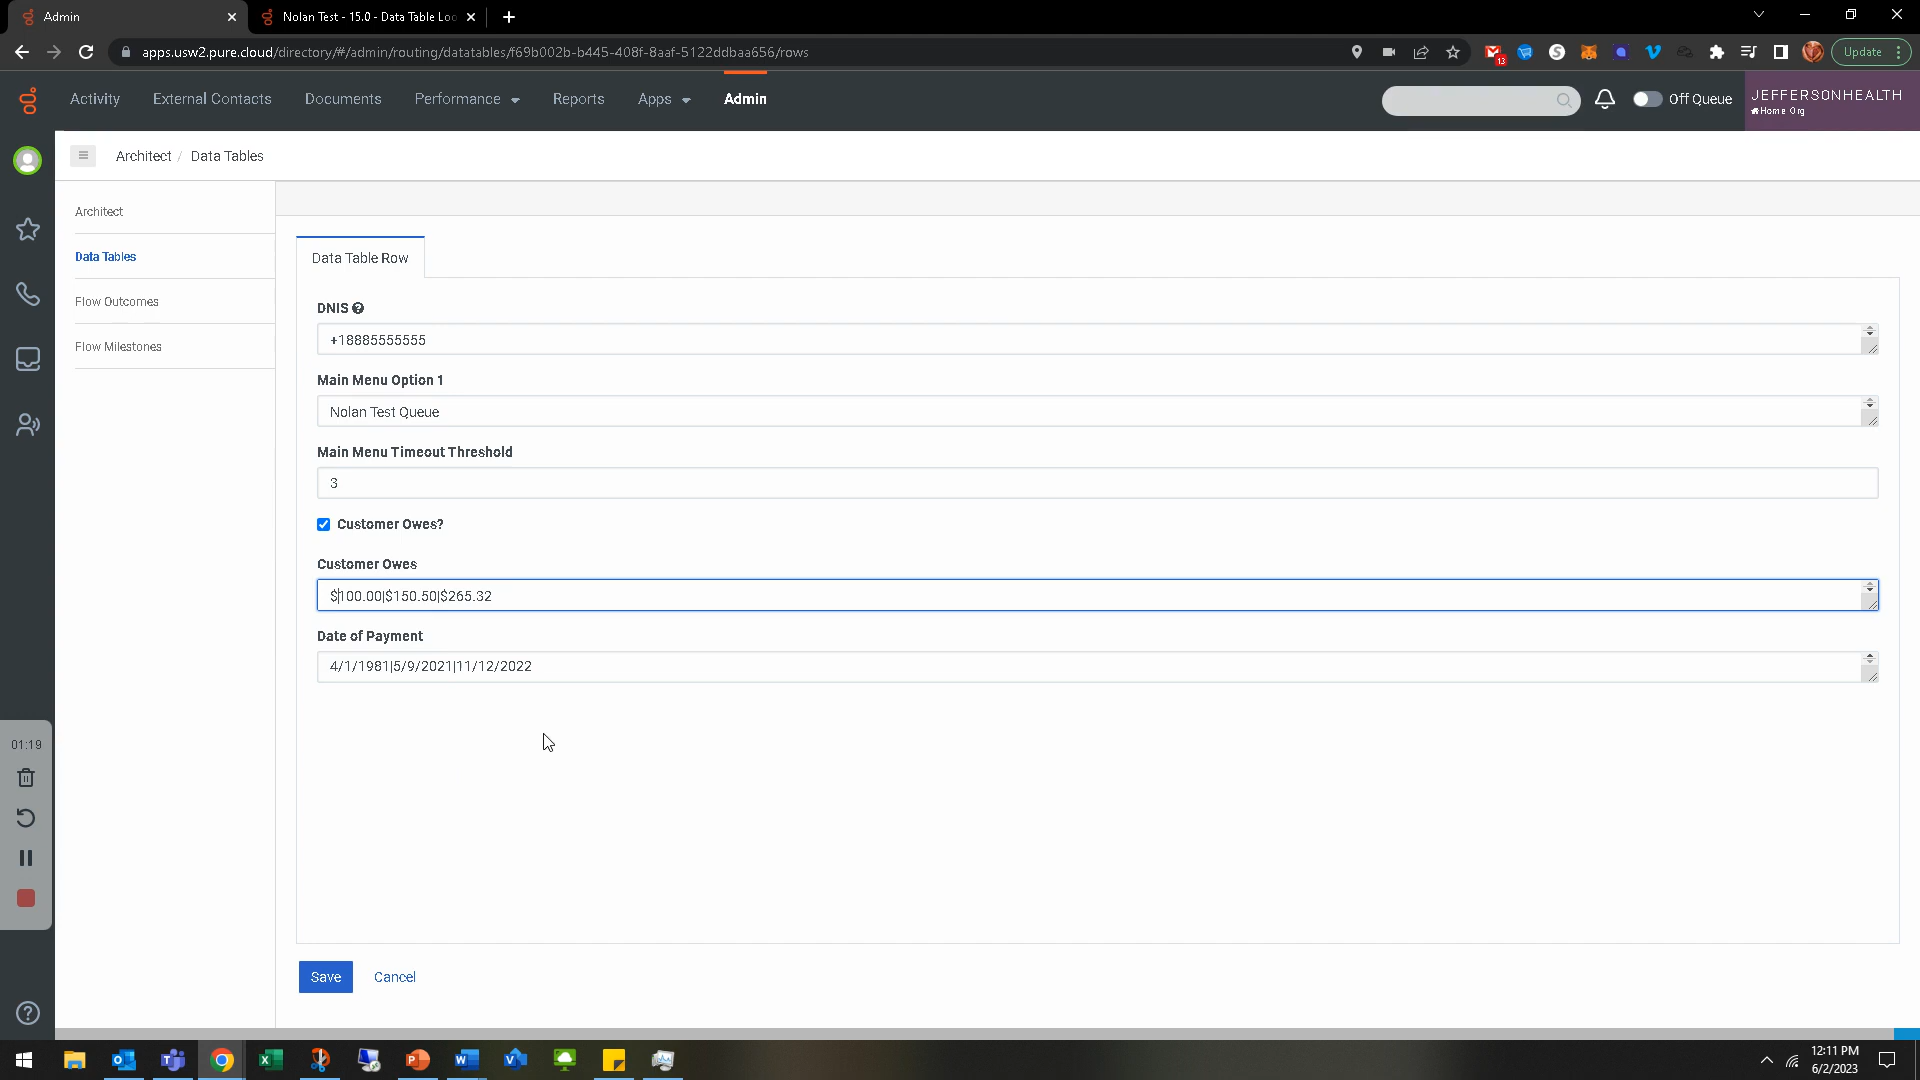 Admin
Nolan Test - 15.0 - Data Table Loo
apps.usw2.pure.cloud/directory/#/admin/routing/datatables/f69b002b-b445-408f-8aaf-5122ddbaa656/rows
13
Update
Activity
External Contacts
Documents
Performance
Reports
Apps
Admin
Off Queue
JEFFERSONHEALTH
Home Org
Architect / Data Tables
Architect
Data Tables
Flow Outcomes
Flow Milestones
Data Table Row
DNIS
+18885555555
Main Menu Option 1
Nolan Test Queue
Main Menu Timeout Threshold
3
Customer Owes?
Customer Owes
$100.00|$150.50|$265.32
Date of Payment
4/1/1981|5/9/2021|11/12/2022
01:19
Save
Cancel
12:11 PM
6/2/2023